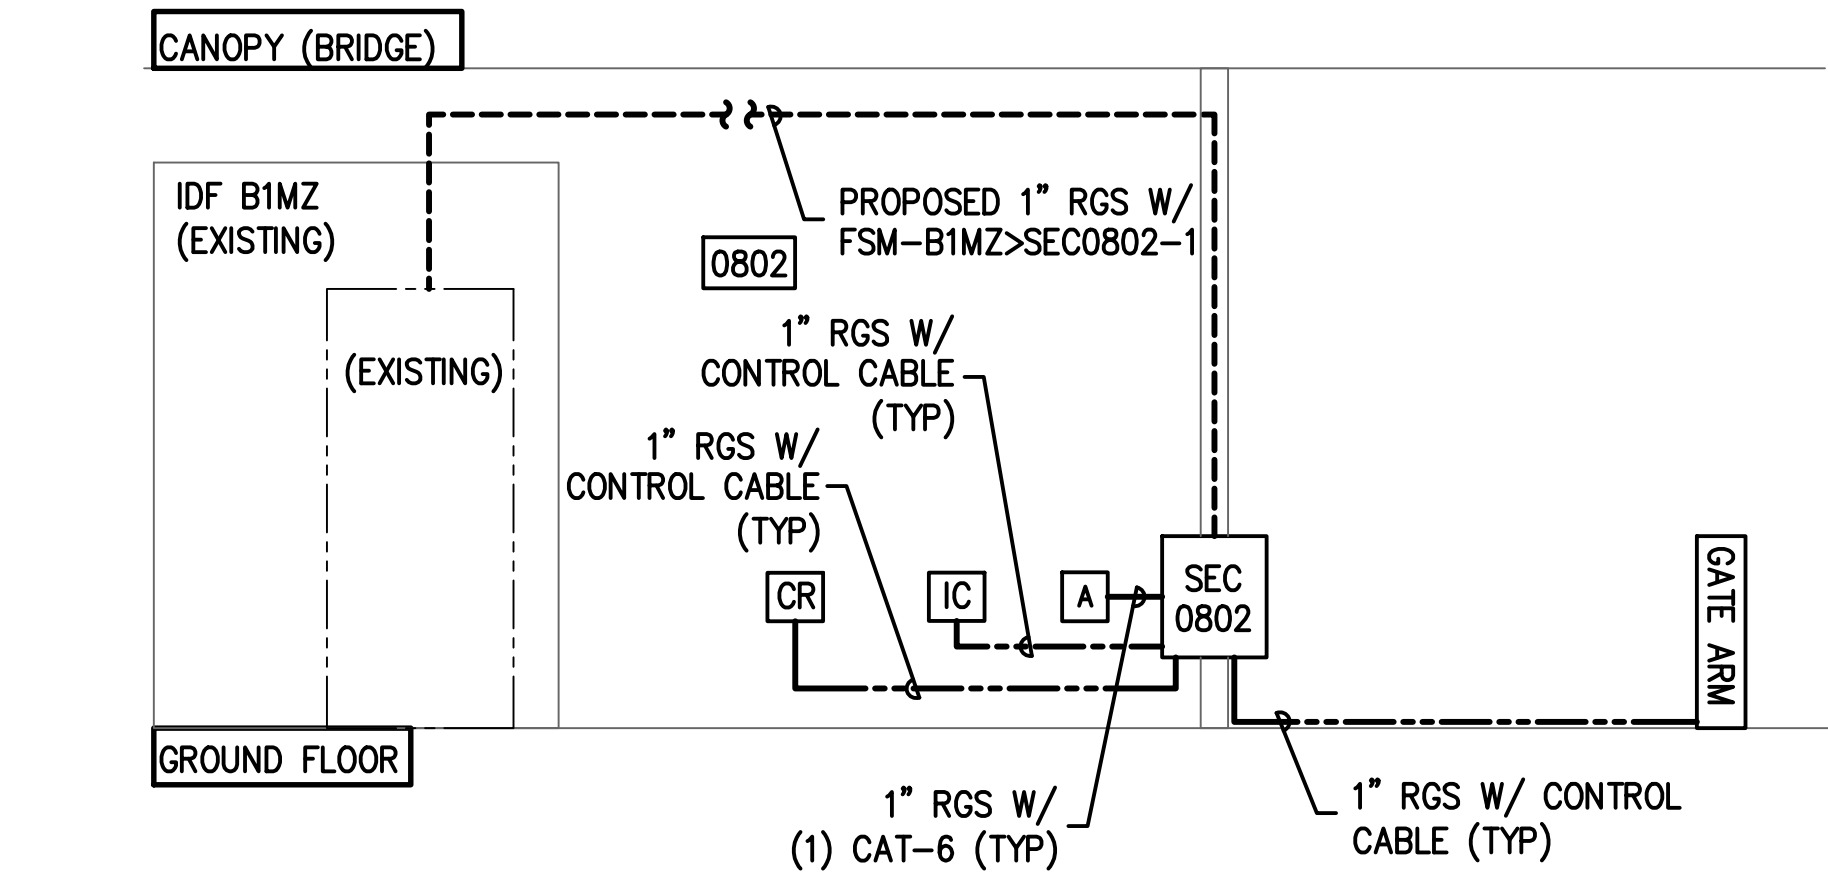 CANOPY (BRIDGE)
IDF B1MZ
(EXISTING)
PROPOSED 1” RGS W/
FSM-B1MZ>SEC0802-1
0802
1” RGS W/
CONTROL CABLE
(TYP)
(EXISTING)
1” RGS W/
CONTROL CABLE
(TYP)
CR
IC
A
SEC
0802
GATE ARM
GROUND FLOOR
1” RGS W/
(1) CAT-6 (TYP)
1” RGS W/ CONTROL
CABLE (TYP)